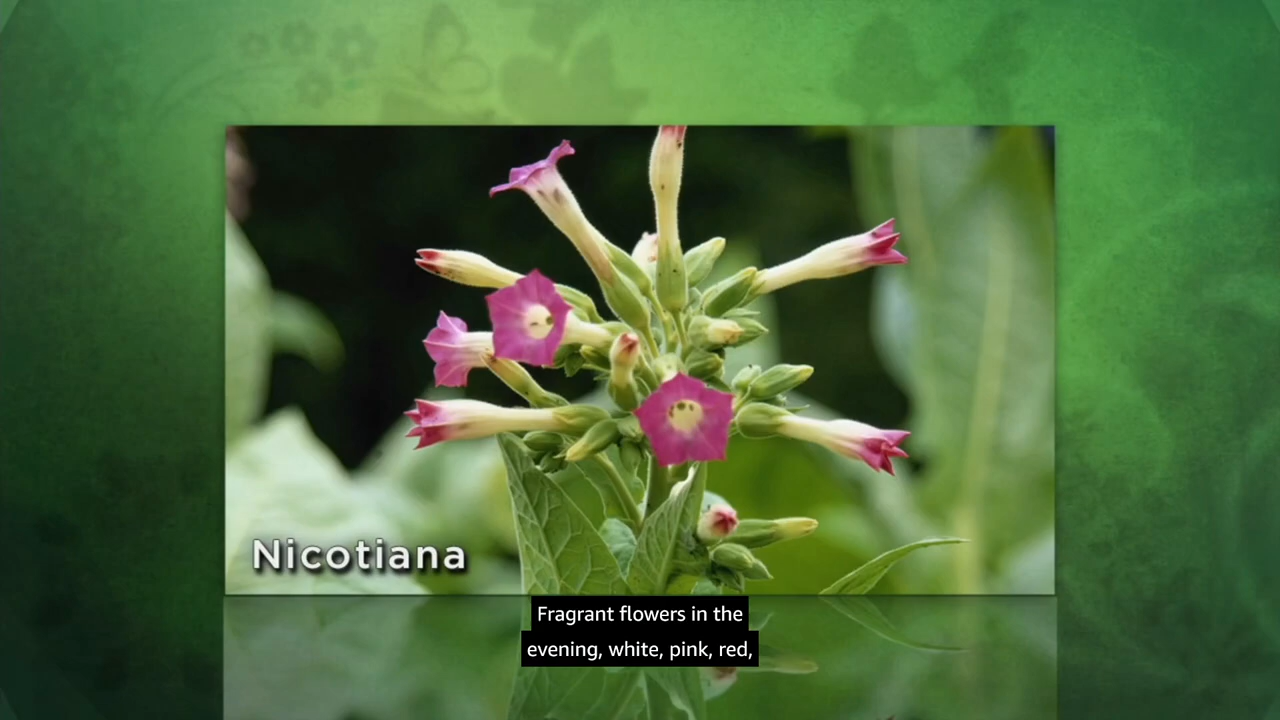 Nicotiana
Fragrant flowers in the
evening, white, pink, red,